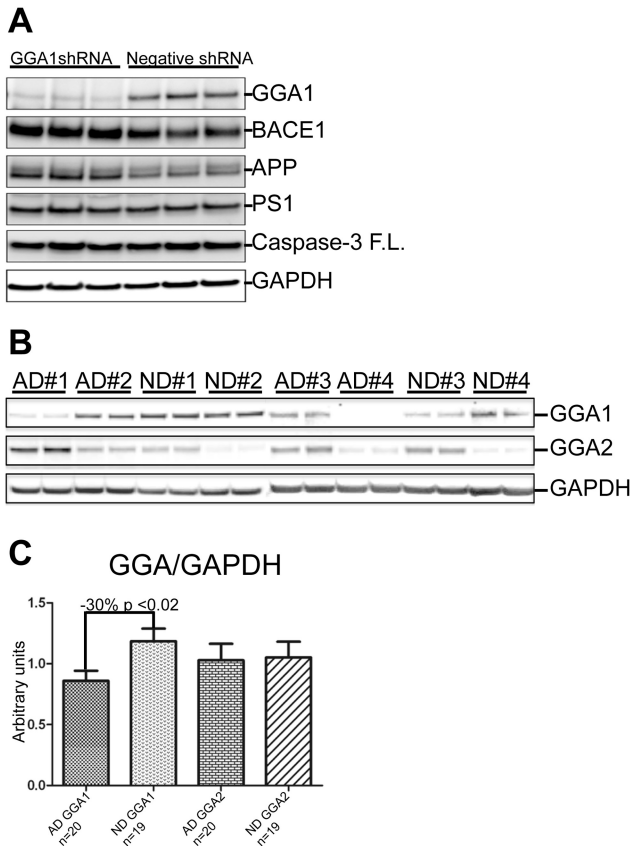 A
GGA1shRNA Negative shRNA
GGA1
BACE1
APP
PS1
Caspase-3 F.L.
GAPDH
B
AD#1 AD#2 ND#1 ND#2 AD#3 AD#4 ND#3 ND#4
GGA1
GGA2
GAPDH
C
GGA/GAPDH
-30% p <0.02
Arbitrary units
1.5
1.0
0.5
0.0
AD GGA1
n=20
ND GGA1
n=19
AD GGA2
n=20
ND GGA2
n=19